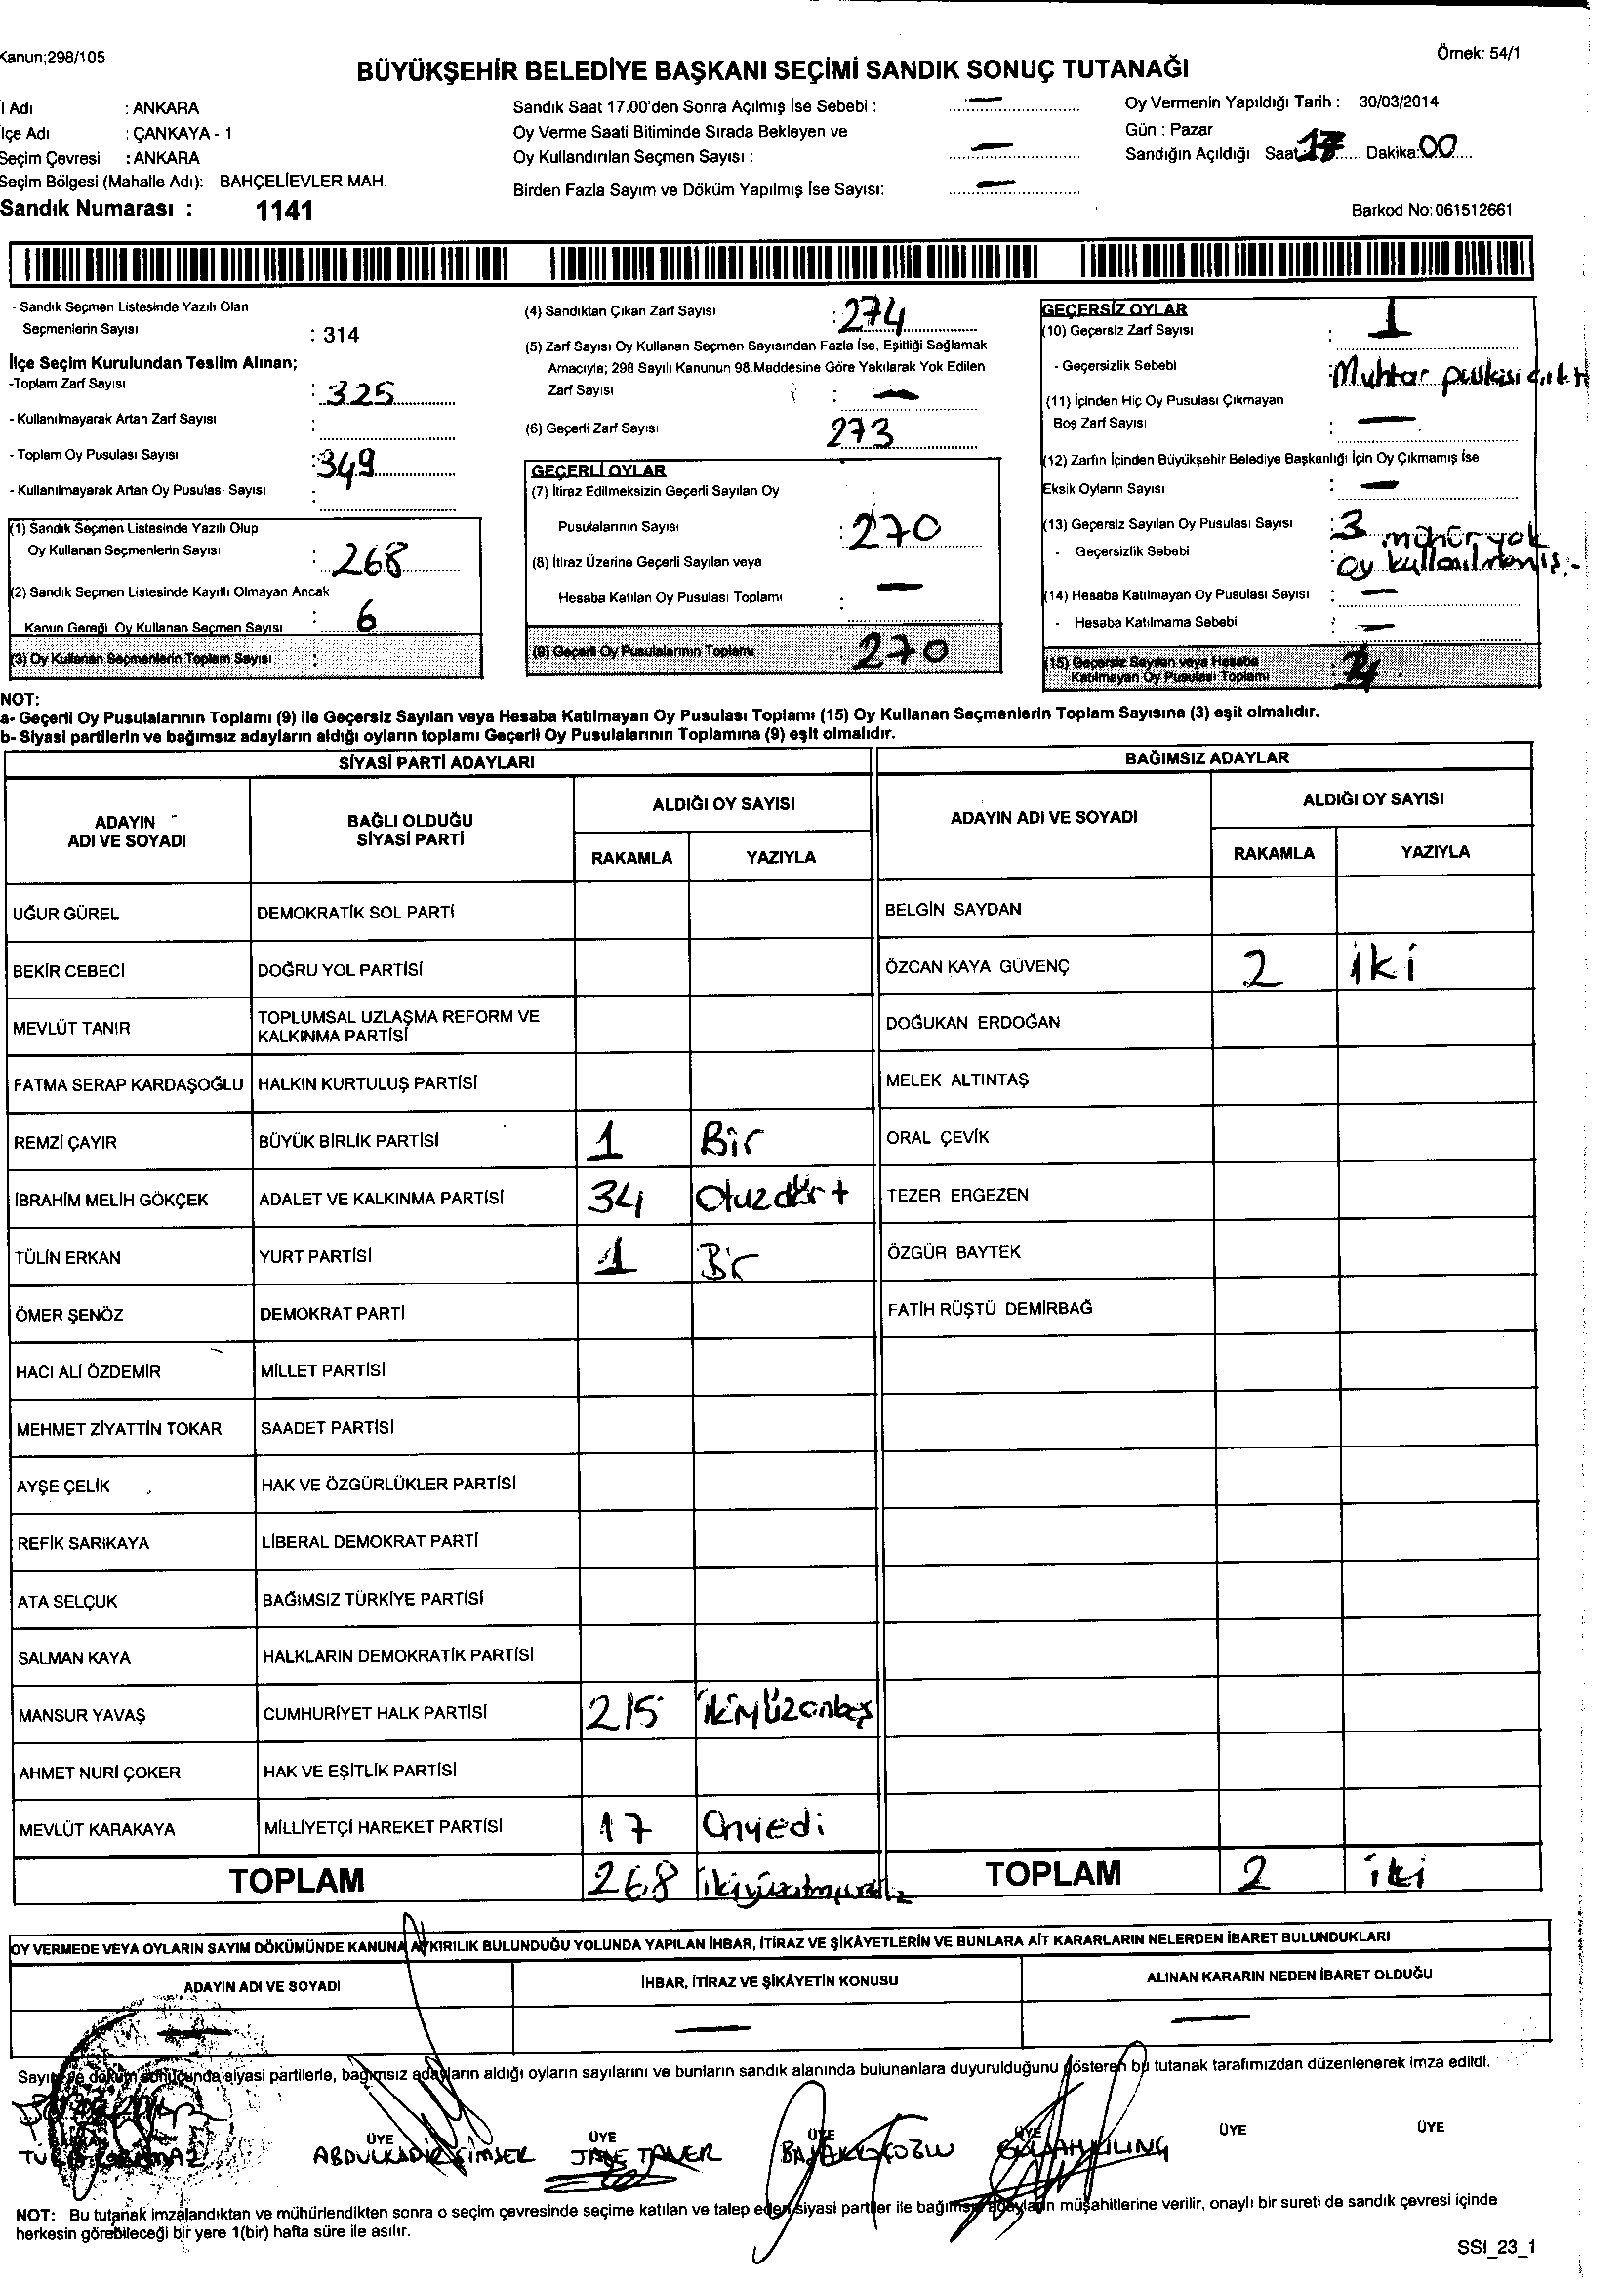 Kanun;298/105
Örnek: 54/1
BÜYÜKŞEHİR BELEDİYE BAŞKANI SEÇİMİ SANDIK SONUÇ TUTANAĞI
İl Adı : ANKARA
İlçe Adı : ÇANKAYA - 1
Seçim Çevresi : ANKARA
Seçim Bölgesi (Mahalle Adı): BAHÇELİEVLER MAH.
Sandık Numarası : 1141
Sandık Saat 17.00'den Sonra Açılmış İse Sebebi : —
Oy Verme Saati Bitiminde Sırada Bekleyen ve
Oy Kullandırılan Seçmen Sayısı : —
Birden Fazla Sayım ve Döküm Yapılmış İse Sayısı: —
Oy Vermenin Yapıldığı Tarih : 30/03/2014
Gün : Pazar
Sandığın Açıldığı Saat 17 Dakika: 00
Barkod No: 061512661
- Sandık Seçmen Listesinde Yazılı Olan
Seçmenlerin Sayısı : 314
İlçe Seçim Kurulundan Teslim Alınan;
-Toplam Zarf Sayısı : 325
- Kullanılmayarak Artan Zarf Sayısı :
- Toplam Oy Pusulası Sayısı : 349
- Kullanılmayarak Artan Oy Pusulası Sayısı :
(1) Sandık Seçmen Listesinde Yazılı Olup
Oy Kullanan Seçmenlerin Sayısı : 268
(2) Sandık Seçmen Listesinde Kayıtlı Olmayan Ancak
Kanun Gereği Oy Kullanan Seçmen Sayısı : 6
(3) Oy Kullanan Seçmenlerin Toplam Sayısı :
(4) Sandıktan Çıkan Zarf Sayısı : 274
(5) Zarf Sayısı Oy Kullanan Seçmen Sayısından Fazla İse, Eşitliği Sağlamak
Amacıyla; 298 Sayılı Kanunun 98.Maddesine Göre Yakılarak Yok Edilen
Zarf Sayısı : —
(6) Geçerli Zarf Sayısı 273
GEÇERLİ OYLAR
(7) İtiraz Edilmeksizin Geçerli Sayılan Oy
Pusulalarının Sayısı : 270
(8) İtiraz Üzerine Geçerli Sayılan veya
Hesaba Katılan Oy Pusulası Toplamı : —
(9) Geçerli Oy Pusulalarının Toplamı 270
GEÇERSİZ OYLAR
(10) Geçersiz Zarf Sayısı : 1
- Geçersizlik Sebebi : Muhtar pulkisi çıktı
(11) İçinden Hiç Oy Pusulası Çıkmayan
Boş Zarf Sayısı : —
(12) Zarfın İçinden Büyükşehir Belediye Başkanlığı İçin Oy Çıkmamış İse
Eksik Oyların Sayısı : —
(13) Geçersiz Sayılan Oy Pusulası Sayısı : 3 mühür yok
- Geçersizlik Sebebi : oy kullanılmamış.-
(14) Hesaba Katılmayan Oy Pusulası Sayısı : —
- Hesaba Katılmama Sebebi : —
(15) Geçersiz Sayılan veya Hesaba
Katılmayan Oy Pusulası Toplamı :
NOT:
a- Geçerli Oy Pusulalarının Toplamı (9) ile Geçersiz Sayılan veya Hesaba Katılmayan Oy Pusulası Toplamı (15) Oy Kullanan Seçmenlerin Toplam Sayısına (3) eşit olmalıdır.
b- Siyasi partilerin ve bağımsız adayların aldığı oyların toplamı Geçerli Oy Pusulalarının Toplamına (9) eşit olmalıdır.
SİYASİ PARTİ ADAYLARI
ADAYIN ADI VE SOYADI BAĞLI OLDUĞU SİYASİ PARTİ ALDIĞI OY SAYISI
RAKAMLA YAZIYLA
UĞUR GÜREL DEMOKRATİK SOL PARTİ
BEKİR CEBECİ DOĞRU YOL PARTİSİ
MEVLÜT TANIR TOPLUMSAL UZLAŞMA REFORM VE KALKINMA PARTİSİ
FATMA SERAP KARDAŞOĞLU HALKIN KURTULUŞ PARTİSİ
REMZİ ÇAYIR BÜYÜK BİRLİK PARTİSİ 1 Bir
İBRAHİM MELİH GÖKÇEK ADALET VE KALKINMA PARTİSİ 34 Otuzdört
TÜLİN ERKAN YURT PARTİSİ 1 Bir
ÖMER ŞENÖZ DEMOKRAT PARTİ
HACI ALİ ÖZDEMİR MİLLET PARTİSİ
MEHMET ZİYATTİN TOKAR SAADET PARTİSİ
AYŞE ÇELİK HAK VE ÖZGÜRLÜKLER PARTİSİ
REFİK SARIKAYA LİBERAL DEMOKRAT PARTİ
ATA SELÇUK BAĞIMSIZ TÜRKİYE PARTİSİ
SALMAN KAYA HALKLARIN DEMOKRATİK PARTİSİ
MANSUR YAVAŞ CUMHURİYET HALK PARTİSİ 215 İkiyüzonbeş
AHMET NURİ ÇOKER HAK VE EŞİTLİK PARTİSİ
MEVLÜT KARAKAYA MİLLİYETÇİ HAREKET PARTİSİ 17 Onyedi
TOPLAM 268
BAĞIMSIZ ADAYLAR
ADAYIN ADI VE SOYADI ALDIĞI OY SAYISI
RAKAMLA YAZIYLA
BELGİN SAYDAN
ÖZCAN KAYA GÜVENÇ 2 iki
DOĞUKAN ERDOĞAN
MELEK ALTINTAŞ
ORAL ÇEVİK
TEZER ERGEZEN
ÖZGÜR BAYTEK
FATİH RÜŞTÜ DEMİRBAĞ
TOPLAM 2 iki
OY VERMEDE VEYA OYLARIN SAYIM DÖKÜMÜNDE KANUNA AYKIRILIK BULUNDUĞU YOLUNDA YAPILAN İHBAR, İTİRAZ VE ŞİKÂYETLERİN VE BUNLARA AİT KARARLARIN NELERDEN İBARET BULUNDUKLARI
ADAYIN ADI VE SOYADI İHBAR, İTİRAZ VE ŞİKÂYETİN KONUSU ALINAN KARARIN NEDEN İBARET OLDUĞU
— — —
Sayım ve döküm sonucunda siyasi partilerle, bağımsız adayların aldığı oyların sayılarını ve bunların sandık alanında bulunanlara duyurulduğunu gösteren bu tutanak tarafımızdan düzenlenerek imza edildi.
ÜYE ÜYE ÜYE ÜYE ÜYE ÜYE
ABDULKADİR ŞİMŞEK JALE TANER KILINÇ
NOT: Bu tutanak imzalandıktan ve mühürlendikten sonra o seçim çevresinde seçime katılan ve talep eden siyasi partiler ile bağımsız adayların müşahitlerine verilir, onaylı bir sureti de sandık çevresi içinde
herkesin görebileceği bir yere 1(bir) hafta süre ile asılır.
SSI_23_1